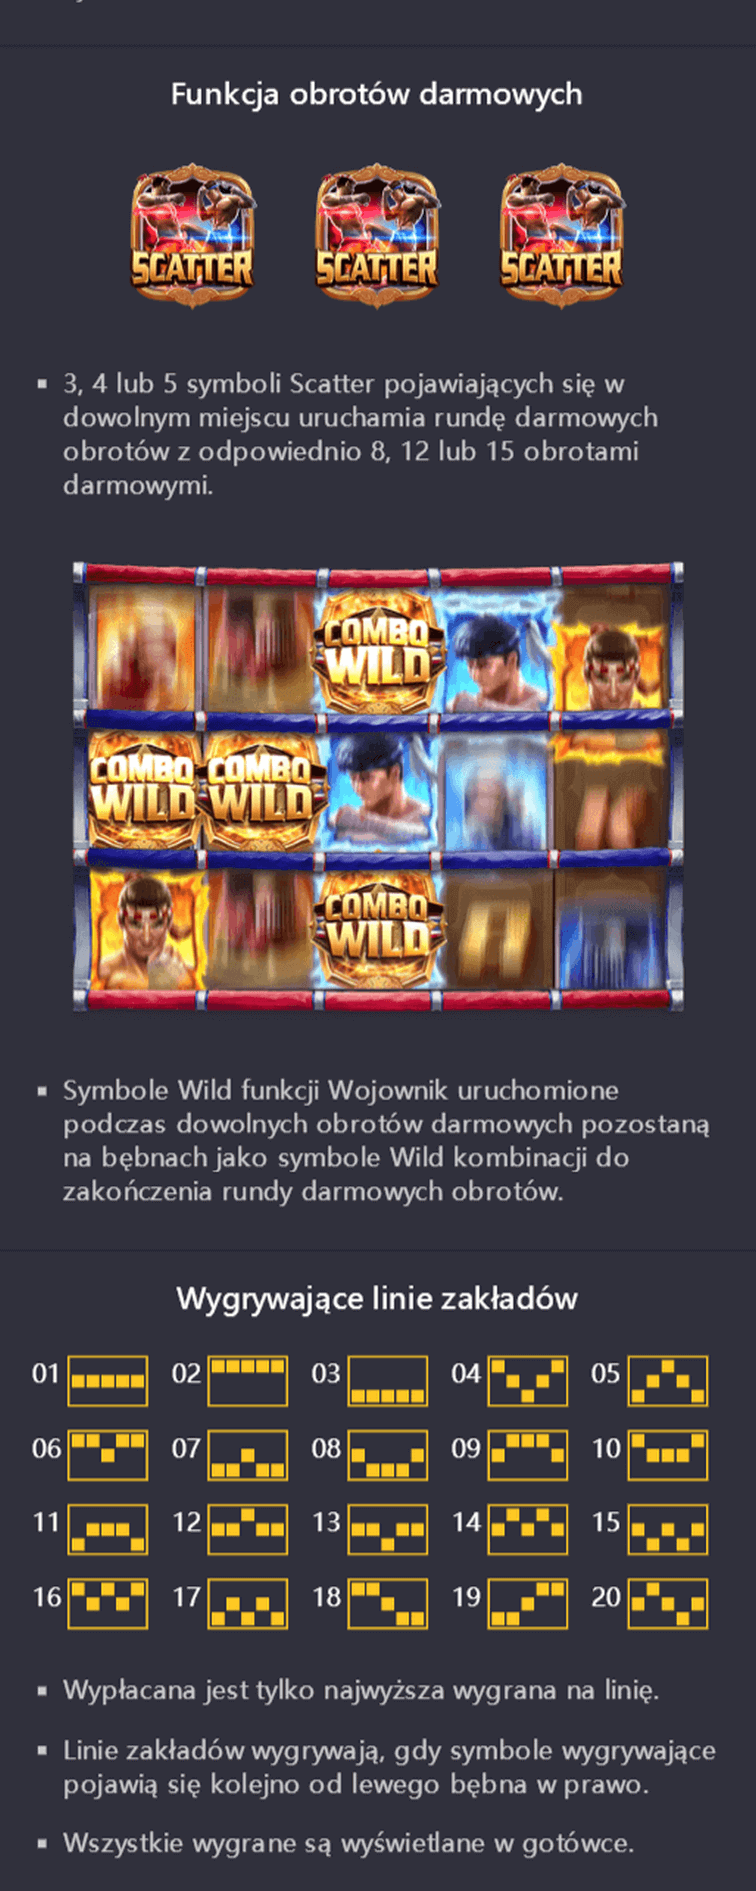 Funkcja obrotów darmowych
SCATTER SCATTER SCATTER
▪ 3, 4 lub 5 symboli Scatter pojawiających się w
dowolnym miejscu uruchamia rundę darmowych
obrotów z odpowiednio 8, 12 lub 15 obrotami
darmowymi.
COMBO
WILD
COMBO COMBO
WILD WILD
COMBO
WILD
▪ Symbole Wild funkcji Wojownik uruchomione
podczas dowolnych obrotów darmowych pozostaną
na bębnach jako symbole Wild kombinacji do
zakończenia rundy darmowych obrotów.
Wygrywające linie zakładów
01 02 03 04 05
06 07 08 09 10
11 12 13 14 15
16 17 18 19 20
▪ Wypłacana jest tylko najwyższa wygrana na linię.
▪ Linie zakładów wygrywają, gdy symbole wygrywające
pojawią się kolejno od lewego bębna w prawo.
▪ Wszystkie wygrane są wyświetlane w gotówce.